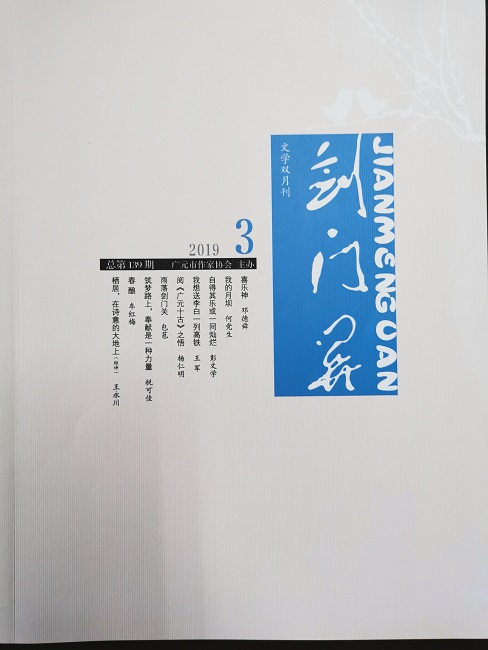 剑门关
JIANMENGUAN
文学双月刊
2019
3
总第139期 广元市作家协会 主办
喜乐神 邓德舜
我的月坝 何光生
自得其乐或一同灿烂 彭文学
我想送李白一列高铁 王军
阅《广元十古》之悟 杨仁明
雨落剑门关 包苞
筑梦路上，奉献是一种力量 祝可佳
春酿 牟红梅
栖居，在诗意的大地上 王永川